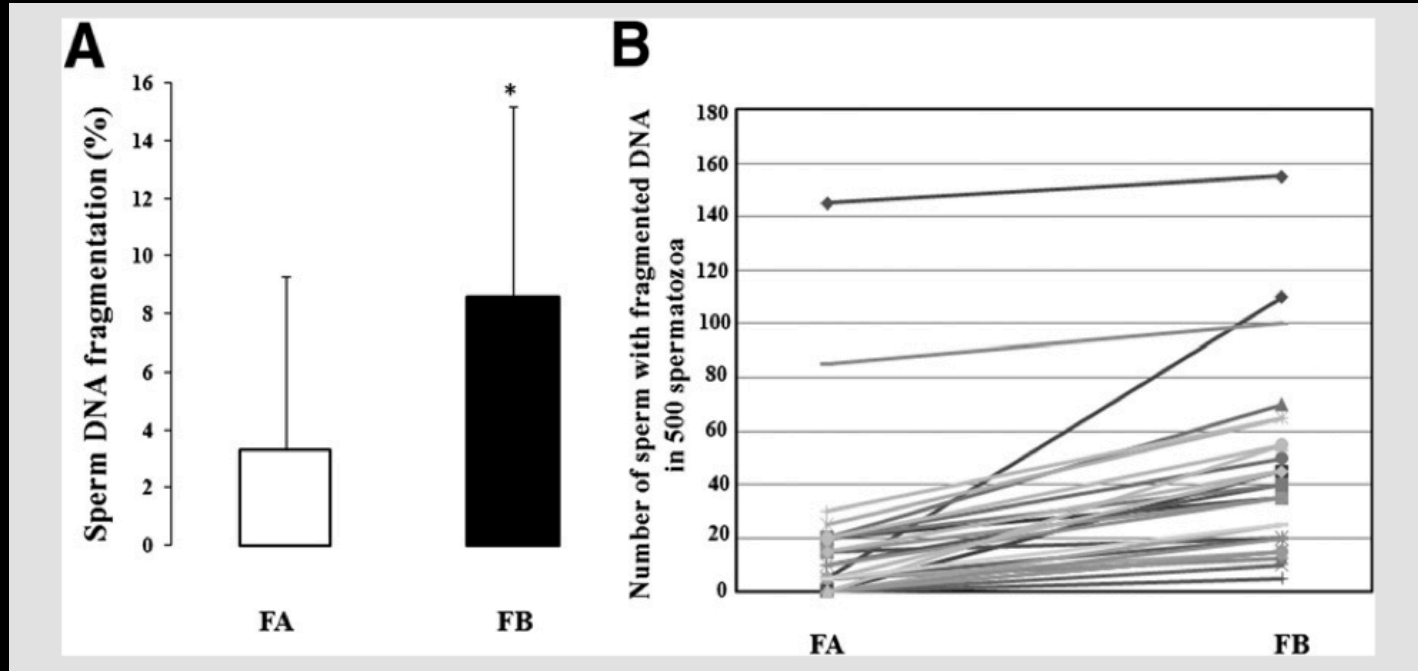 A
Sperm DNA fragmentation (%)
16
14
12
10
8
6
4
2
0
*
FA
FB
B
Number of sperm with fragmented DNA
in 500 spermatozoa
180
160
140
120
100
80
60
40
20
0
FA
FB